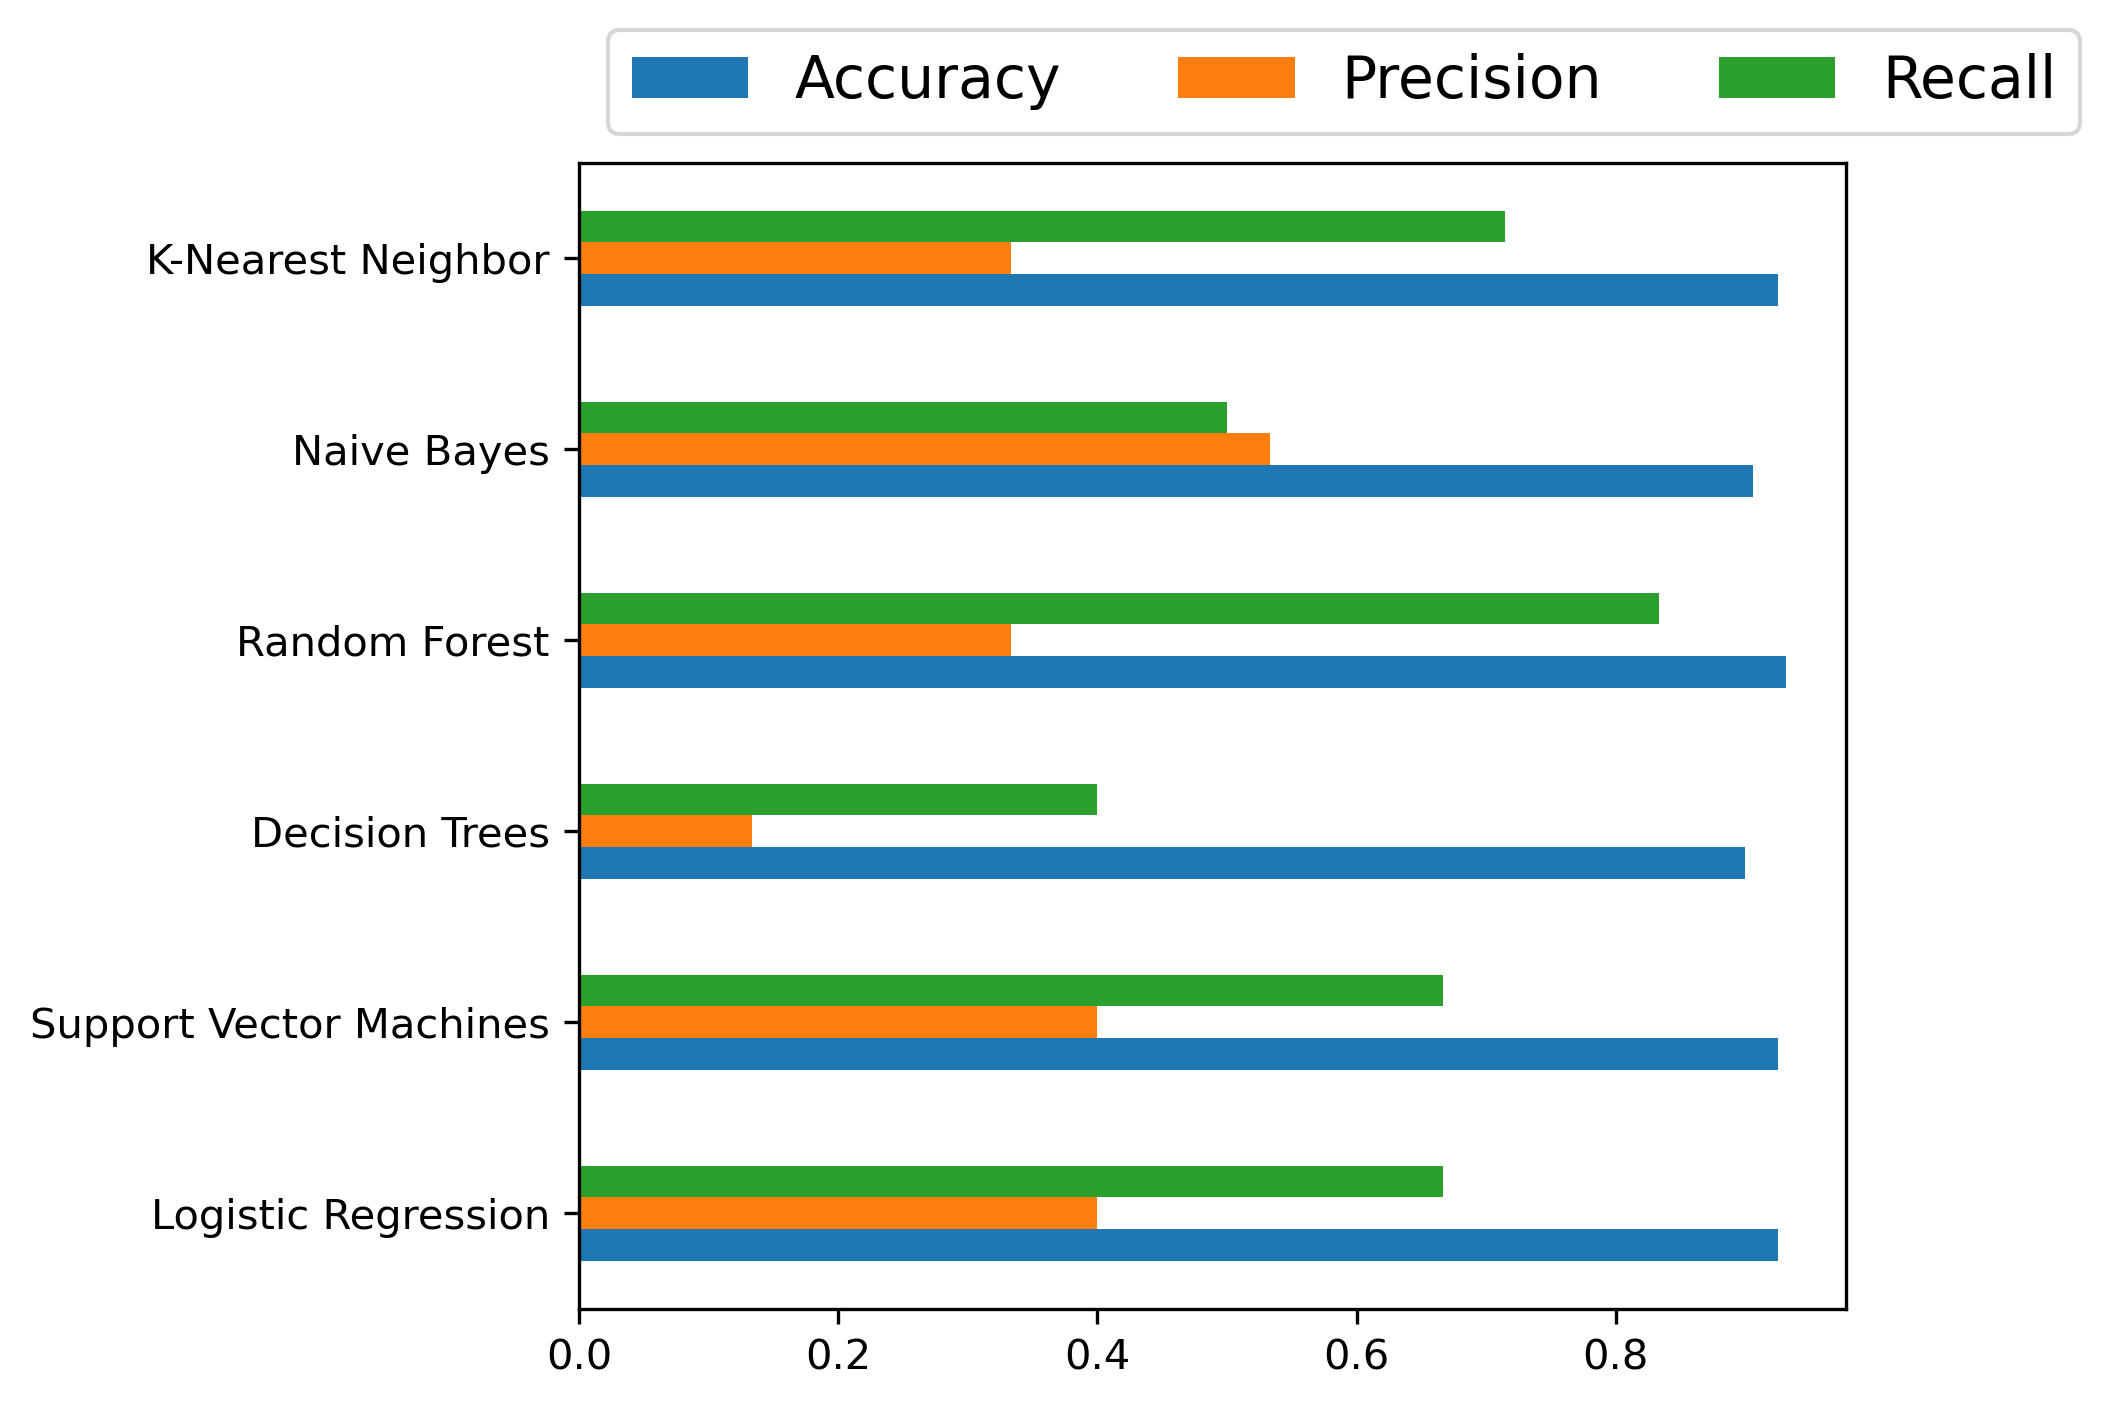 Accuracy Precision Recall
K-Nearest Neighbor
Naive Bayes
Random Forest
Decision Trees
Support Vector Machines
Logistic Regression
0.0 0.2 0.4 0.6 0.8